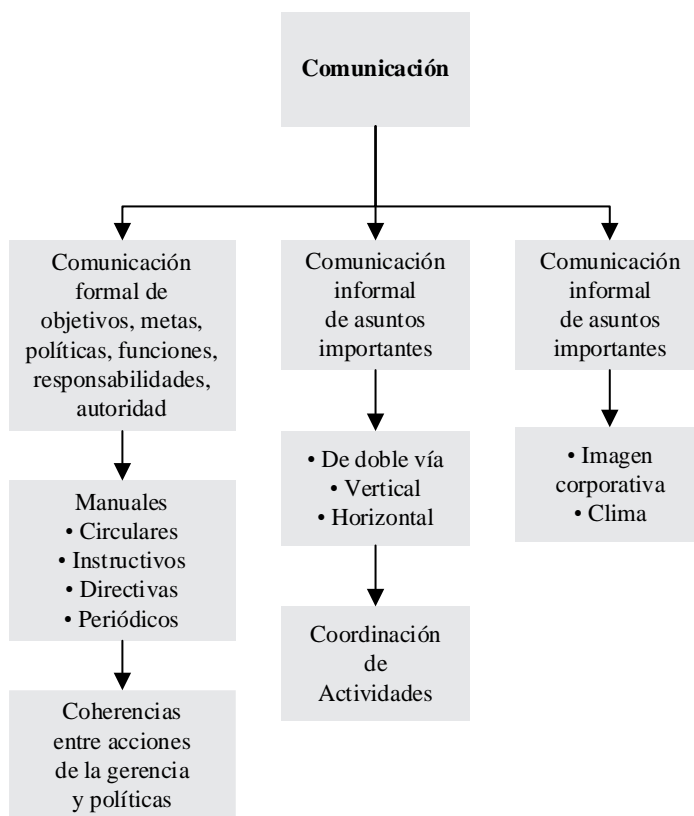 Comunicación
Comunicación
formal de
objetivos, metas,
políticas, funciones,
responsabilidades,
autoridad
Manuales
• Circulares
• Instructivos
• Directivas
• Periódicos
Coherencias
entre acciones
de la gerencia
y políticas
Comunicación
informal
de asuntos
importantes
• De doble vía
• Vertical
• Horizontal
Coordinación
de
Actividades
Comunicación
informal
de asuntos
importantes
• Imagen
corporativa
• Clima